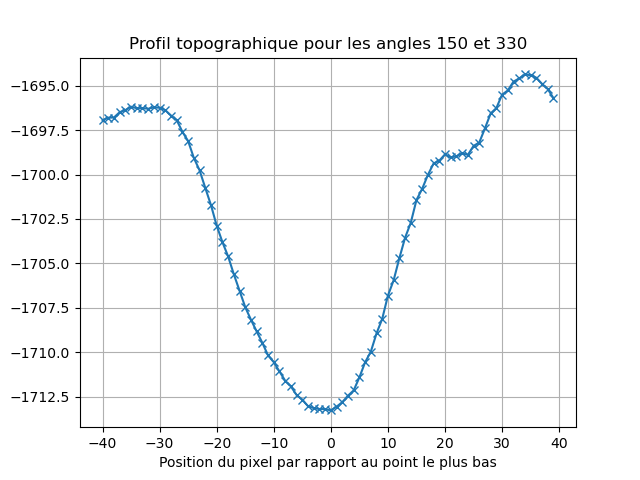 Profil topographique pour les angles 150 et 330
−1695.0
−1697.5
−1700.0
−1702.5
−1705.0
−1707.5
−1710.0
−1712.5
−40 −30 −20 −10 0 10 20 30 40
Position du pixel par rapport au point le plus bas